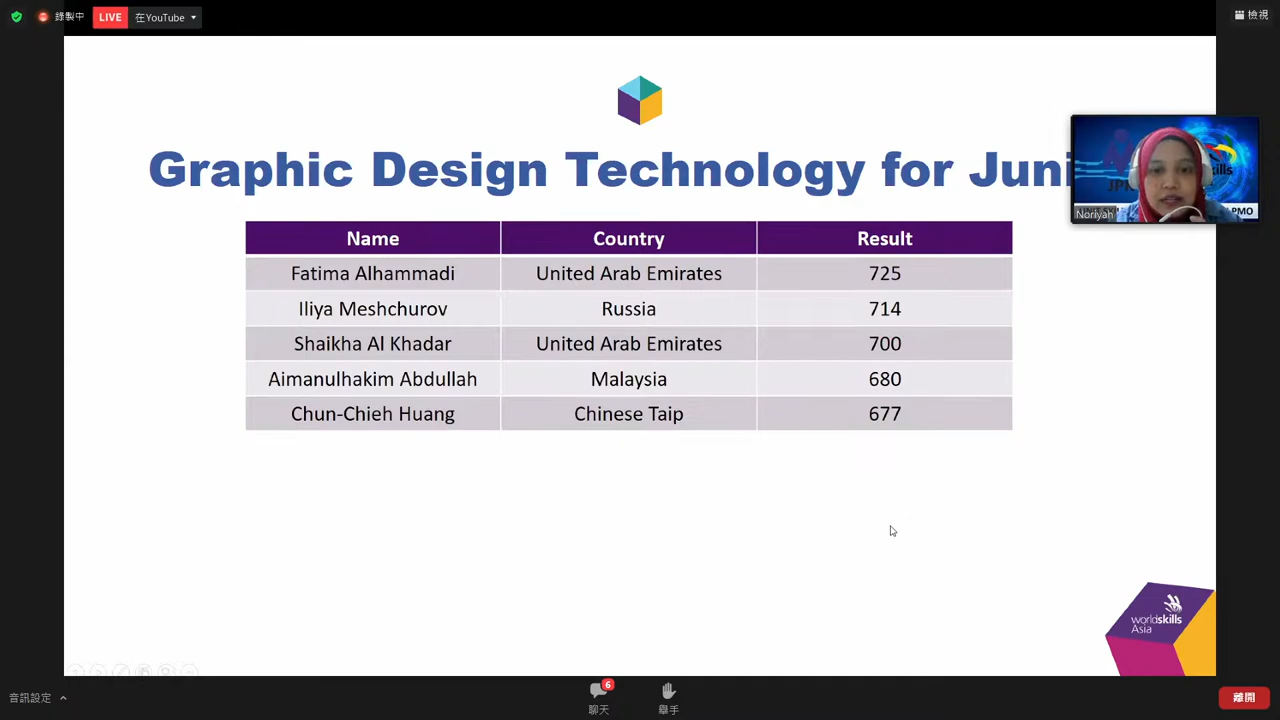 錄製中
LIVE
在YouTube
檢視
Graphic Design Technology for Juni
Noriyah
Name Country Result
Fatima Alhammadi United Arab Emirates 725
Iliya Meshchurov Russia 714
Shaikha Al Khadar United Arab Emirates 700
Aimanulhakim Abdullah Malaysia 680
Chun-Chieh Huang Chinese Taip 677
worldskills
Asia
音訊設定
6
聊天
舉手
離開